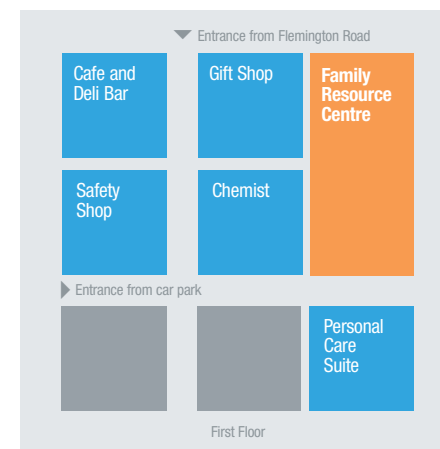 Entrance from Flemington Road
Cafe and
Deli Bar
Gift Shop
Family
Resource
Centre
Safety
Shop
Chemist
Entrance from car park
Personal
Care
Suite
First Floor